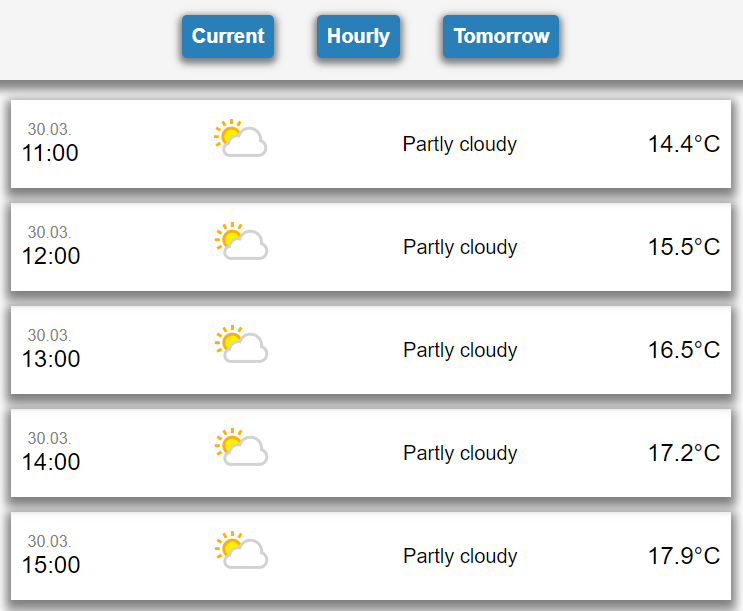 Current Hourly Tomorrow
30.03.
11:00 Partly cloudy 14.4°C
30.03.
12:00 Partly cloudy 15.5°C
30.03.
13:00 Partly cloudy 16.5°C
30.03.
14:00 Partly cloudy 17.2°C
30.03.
15:00 Partly cloudy 17.9°C